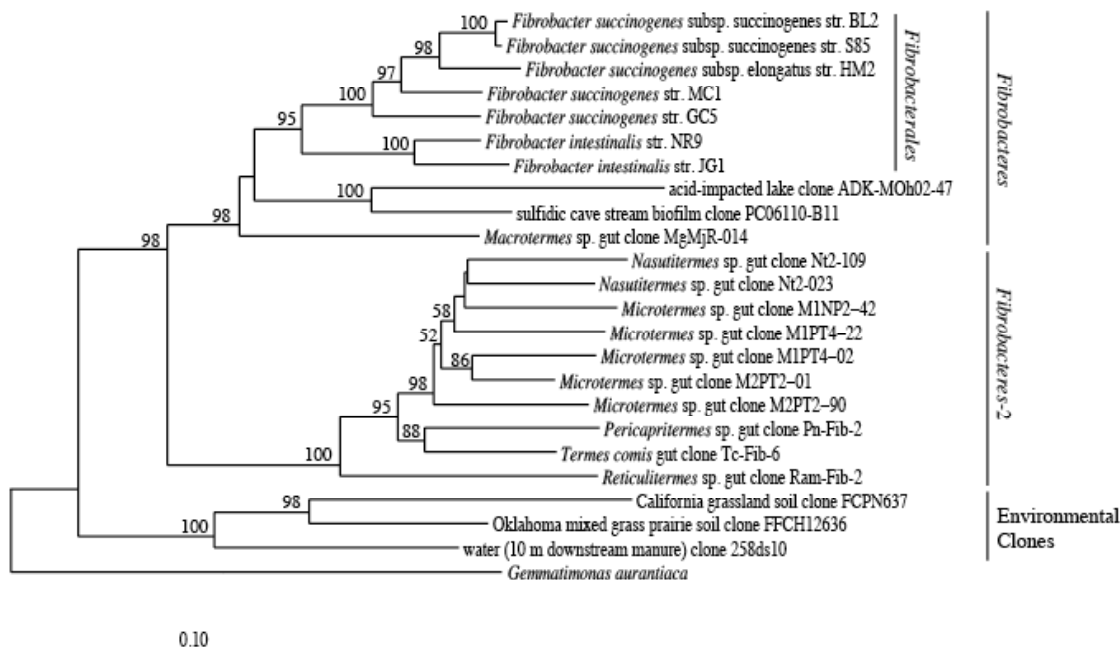 100
Fibrobacter succinogenes subsp. succinogenes str. BL2
Fibrobacter succinogenes subsp. succinogenes str. S85
98
Fibrobacter succinogenes subsp. elongatus str. HM2
97
Fibrobacter succinogenes str. MC1
100
Fibrobacter succinogenes str. GC5
95
Fibrobacter intestinalis str. NR9
100
Fibrobacter intestinalis str. JG1
Fibrobacterales
acid-impacted lake clone ADK-MOh02-47
100
sulfidic cave stream biofilm clone PC06110-B11
98
Macrotermes sp. gut clone MgMjR-014
Fibrobacteres
98
Nasutitermes sp. gut clone Nt2-109
Nasutitermes sp. gut clone Nt2-023
Microtermes sp. gut clone M1NP2–42
58
Microtermes sp. gut clone M1PT4–22
52
Microtermes sp. gut clone M1PT4–02
86
Microtermes sp. gut clone M2PT2–01
98
Microtermes sp. gut clone M2PT2–90
95
Pericapritermes sp. gut clone Pn-Fib-2
88
Termes comis gut clone Tc-Fib-6
100
Reticulitermes sp. gut clone Ram-Fib-2
Fibrobacteres-2
California grassland soil clone FCPN637
98
Oklahoma mixed grass prairie soil clone FFCH12636
100
water (10 m downstream manure) clone 258ds10
Environmental
Clones
Gemmatimonas aurantiaca
0.10